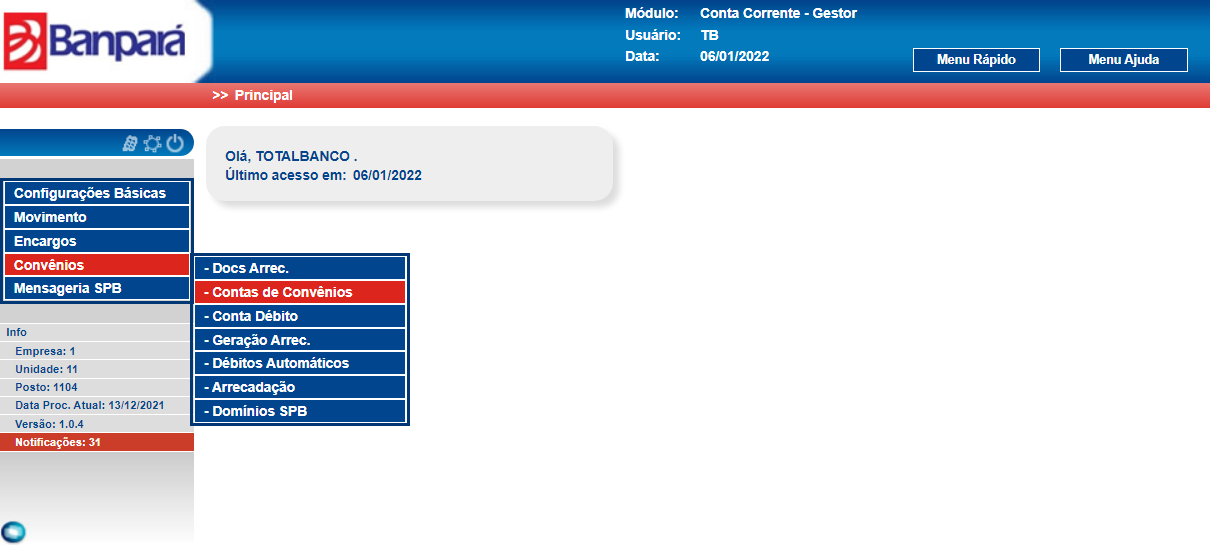 Banpará
Módulo: Conta Corrente - Gestor
Usuário: TB
Data: 06/01/2022
Menu Rápido
Menu Ajuda
>> Principal
Olá, TOTALBANCO .
Último acesso em: 06/01/2022
Configurações Básicas
Movimento
Encargos
Convênios
Mensageria SPB
- Docs Arrec.
- Contas de Convênios
- Conta Débito
- Geração Arrec.
- Débitos Automáticos
- Arrecadação
- Domínios SPB
Info
Empresa: 1
Unidade: 11
Posto: 1104
Data Proc. Atual: 13/12/2021
Versão: 1.0.4
Notificações: 31